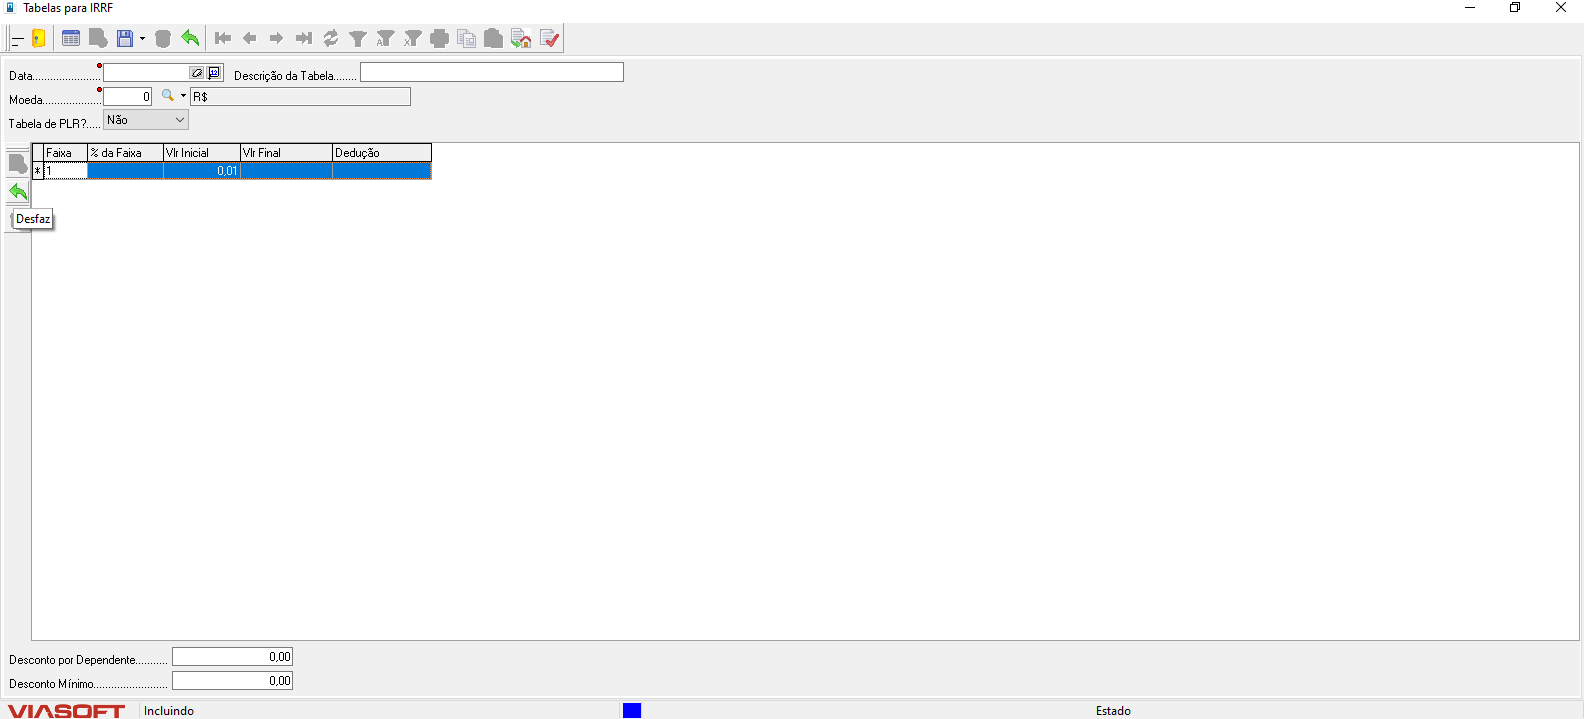 Tabelas para IRRF
Data.......................
Descrição da Tabela........
Moeda.................... 0 R$
Tabela de PLR?..... Não
Faixa % da Faixa Vlr Inicial Vlr Final Dedução
* 1 0,01
Desfaz
Desconto por Dependente........... 0,00
Desconto Mínimo......................... 0,00
VIASOFT Incluindo Estado